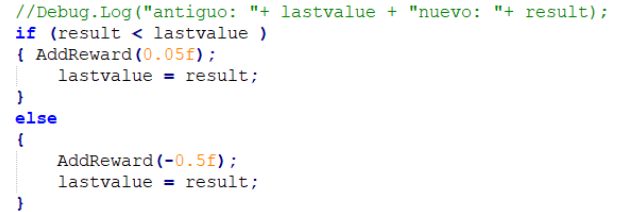 //Debug.Log("antiguo: "+ lastvalue + "nuevo: "+ result);
if (result < lastvalue )
{ AddReward(0.05f);
    lastvalue = result;
}
else
{
    AddReward(-0.5f);
    lastvalue = result;
}